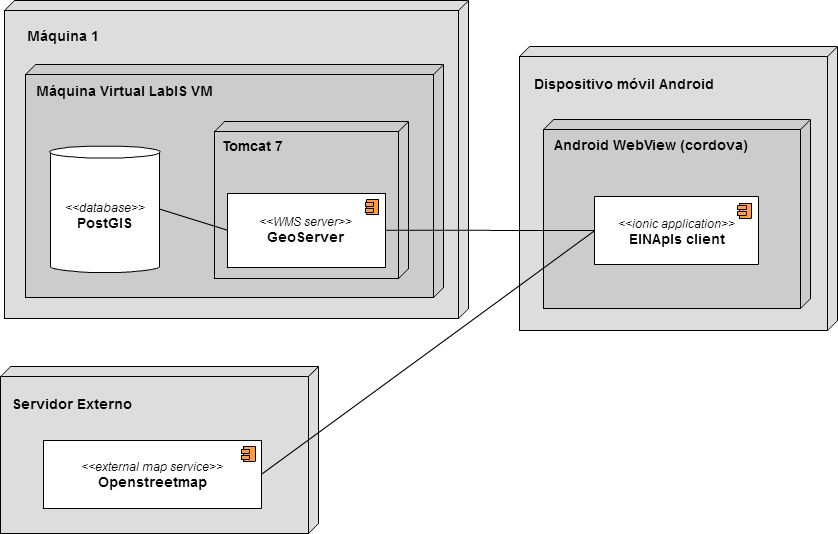 Máquina 1
Máquina Virtual LabIS VM
Tomcat 7
<<database>>
PostGIS
<<WMS server>>
GeoServer
Dispositivo móvil Android
Android WebView (cordova)
<<ionic application>>
EINApIs client
Servidor Externo
<<external map service>>
Openstreetmap